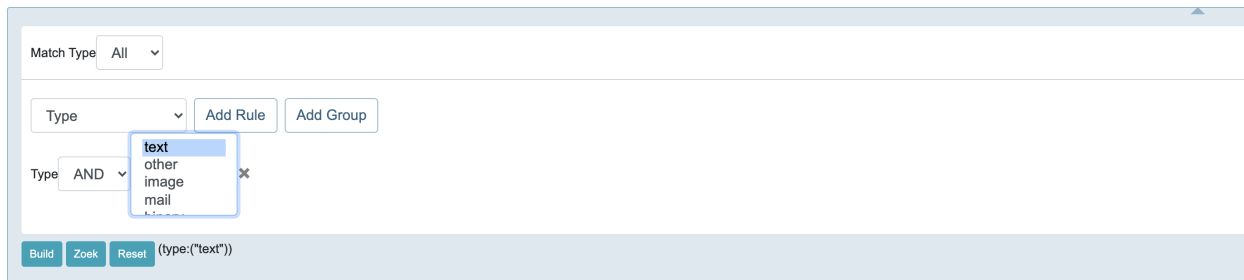 Match Type All
Type Add Rule Add Group
Type AND
text
other
image
mail
Build Zoek Reset (type:("text"))